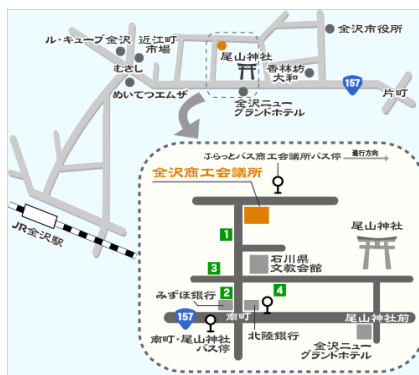 ル・キューブ金沢
近江町
市場
むさし
めいてつエムザ
尾山神社
金沢市役所
香林坊
大和
157
片町
金沢ニュー
グランドホテル
JR金沢駅
ふらっとバス商工会議所バス停
進行方向
金沢商工会議所
1
尾山神社
石川県
文教会館
3
2
4
みずほ銀行
157
南町
北陸銀行
尾山神社前
南町・尾山神社
バス停
金沢ニュー
グランドホテル